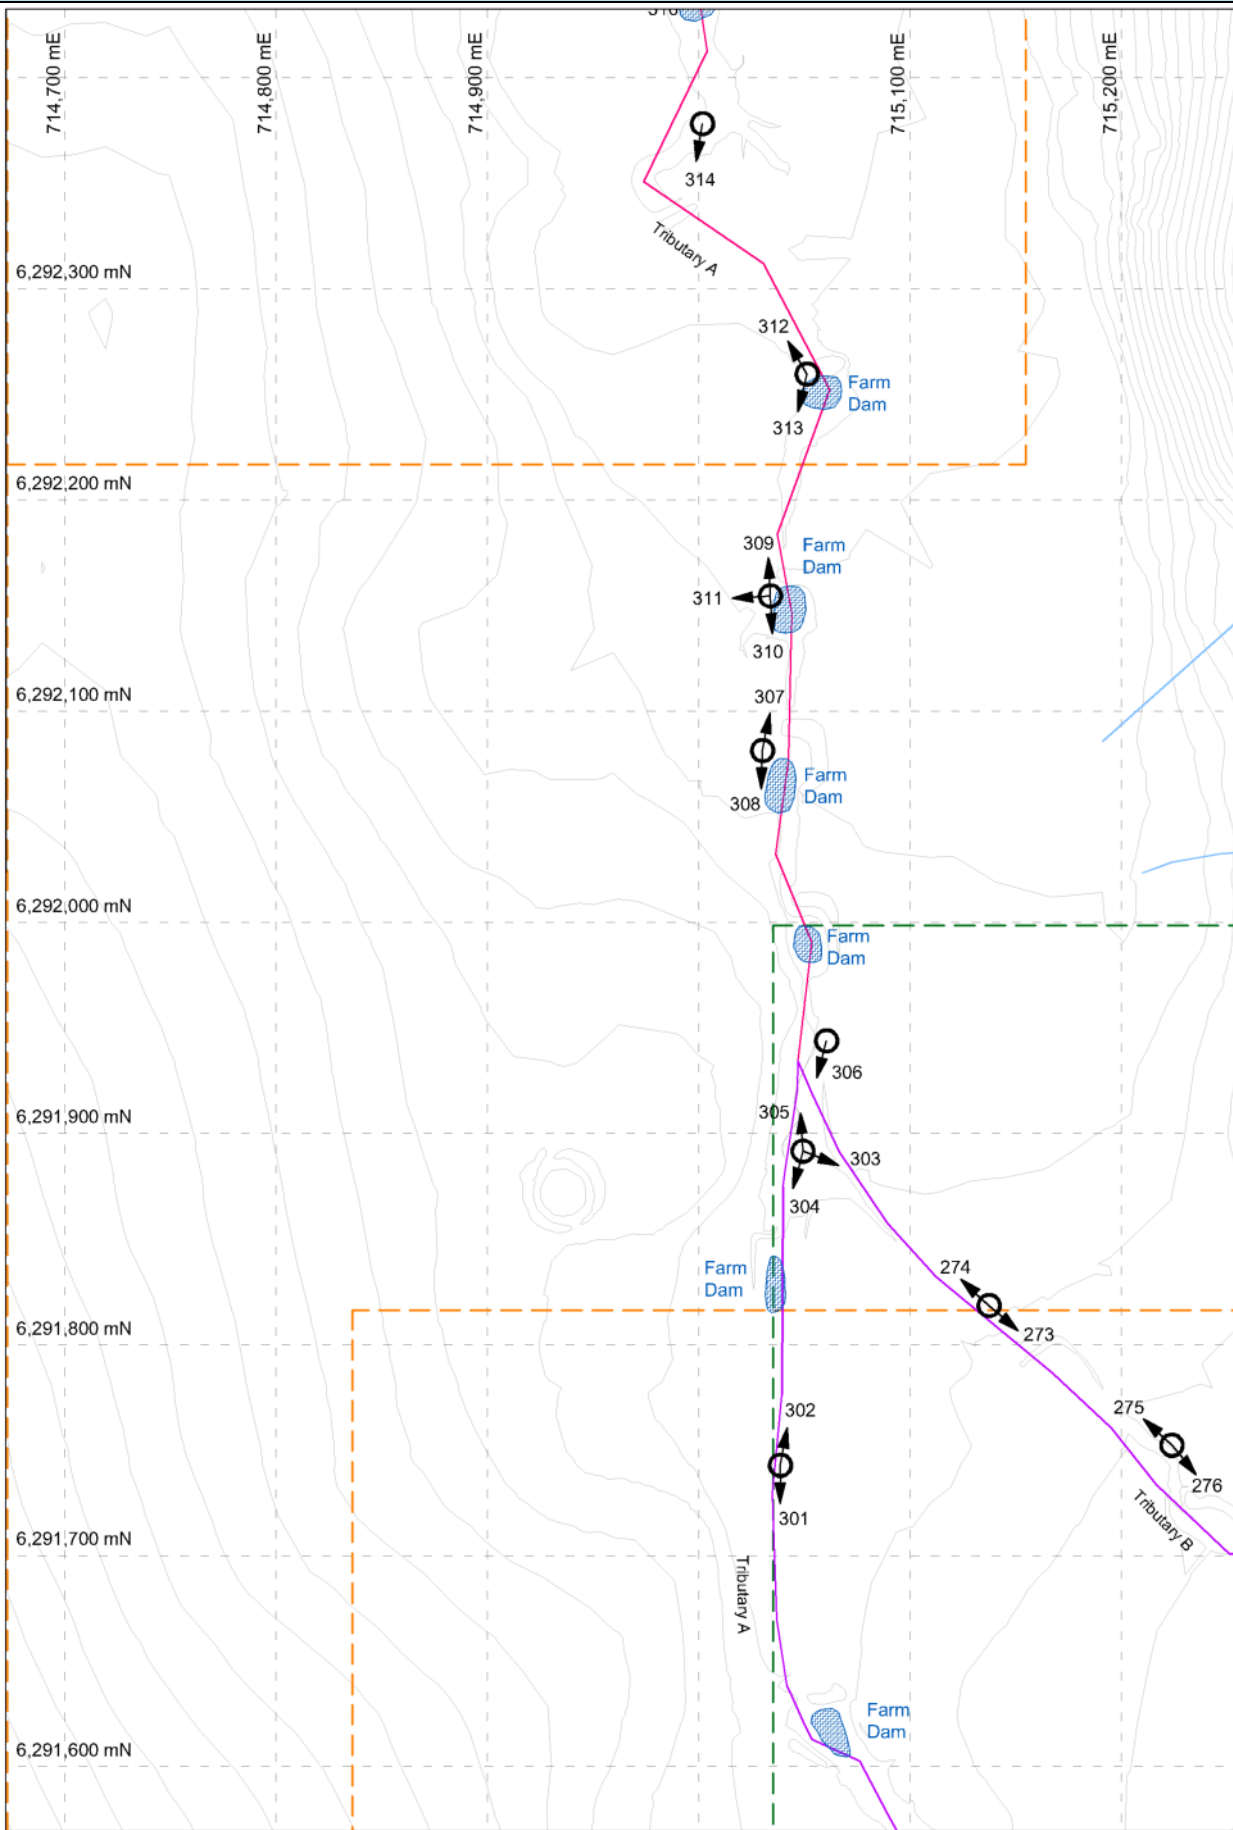 714,700 mE
714,800 mE
714,900 mE
715,100 mE
715,200 mE
314
Tributary A
6,292,300 mN
312
Farm
Dam
313
6,292,200 mN
309
Farm
Dam
311
310
6,292,100 mN
307
Farm
Dam
308
6,292,000 mN
Farm
Dam
306
305
6,291,900 mN
303
304
Farm
Dam
274
6,291,800 mN
273
302
275
276
301
Tributary B
6,291,700 mN
Tributary A
Farm
Dam
6,291,600 mN